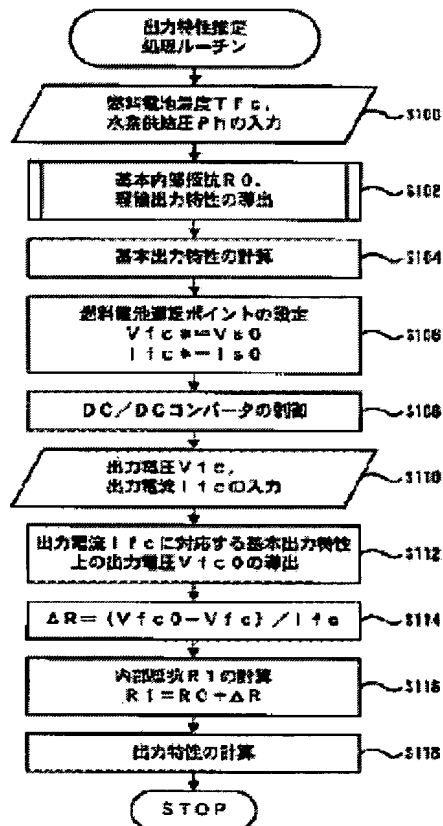 出力特性推定
処理ルーチン
燃料電池温度Tfc,
水素供給圧Phの入力
S100
基本内部抵抗R0,
理論出力特性の導出
S102
基本出力特性の計算
S104
燃料電池運転ポイントの設定
Vfc*=Vs0
Ifc*=Is0
S106
DC/DCコンバータの制御
S108
出力電圧Vfc,
出力電流Ifcの入力
S110
出力電流Ifcに対応する基本出力特性
上の出力電圧Vfc0の導出
S112
ΔR=(Vfc0-Vfc)/Ifc
S114
内部抵抗R1の計算
R1=R0+ΔR
S116
出力特性の計算
S118
STOP